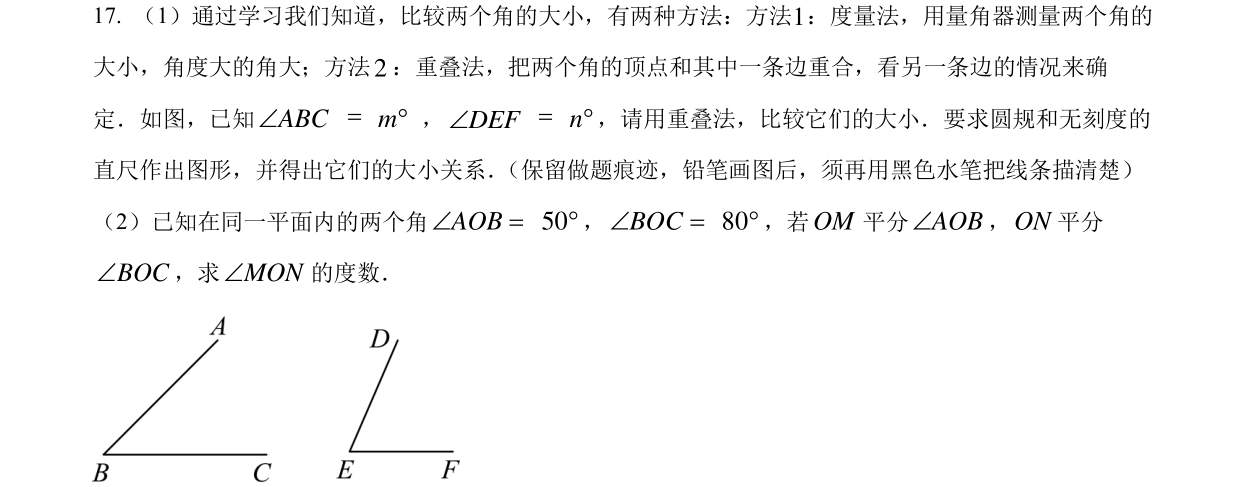 17. （1）通过学习我们知道，比较两个角的大小，有两种方法：方法1：度量法，用量角器测量两个角的
大小，角度大的角大；方法2：重叠法，把两个角的顶点和其中一条边重合，看另一条边的情况来确
定．如图，已知∠ABC = m°，∠DEF = n°，请用重叠法，比较它们的大小．要求圆规和无刻度的
直尺作出图形，并得出它们的大小关系．（保留做题痕迹，铅笔画图后，须再用黑色水笔把线条描清楚）
（2）已知在同一平面内的两个角∠AOB = 50°，∠BOC = 80°，若OM 平分∠AOB，ON 平分
∠BOC，求∠MON 的度数．
A
D
B
C
E
F